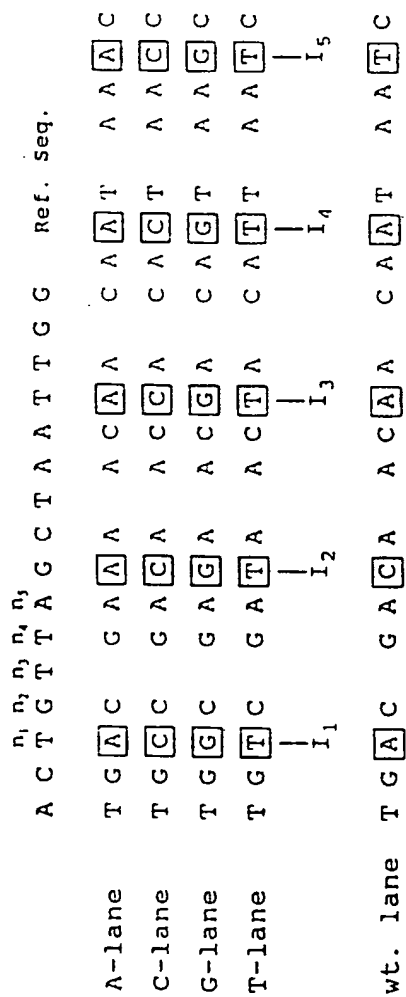 n₁ n₂ n₃ n₄ n₅
A C T G T T A G C T A A T T G G Ref. Seq.
A-lane T G A C G A A A A C A A C A A T A A A C
C-lane T G C C G A C A A C C A C A C T A A C C
G-lane T G G C G A G A A C G A C A G T A A G C
T-lane T G T C G A T A A C T A C A T T A A T C
I₁ I₂ I₃ I₄ I₅
wt. lane T G A C G A C A A C A A C A A T A A T C